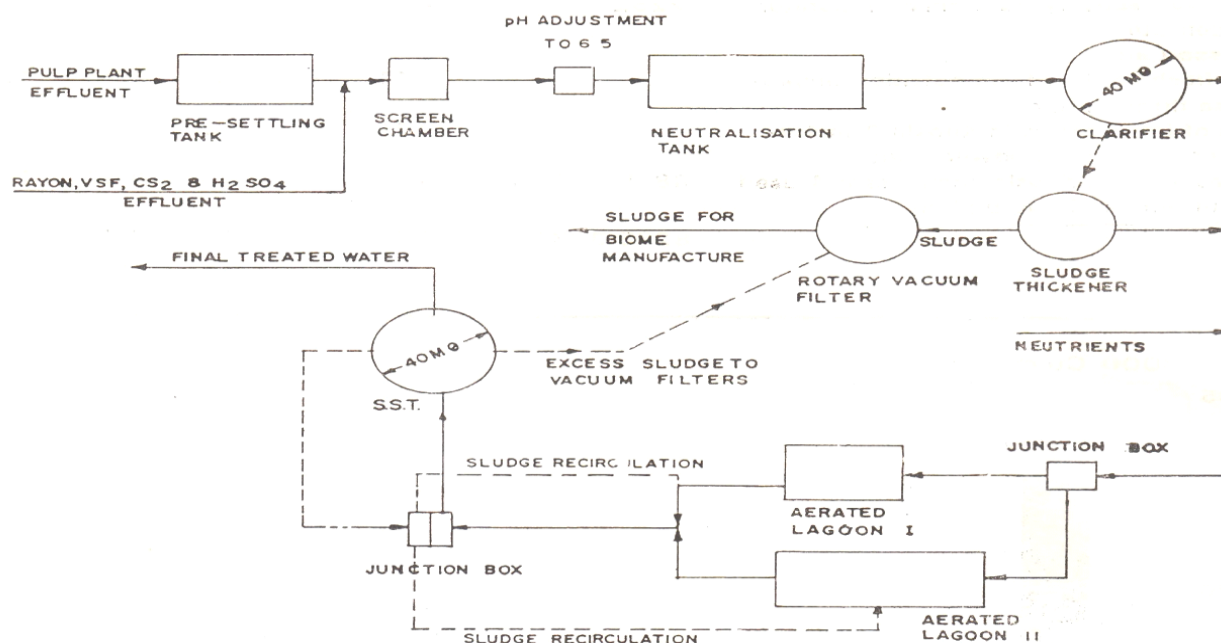 pH ADJUSTMENT
TO 6 5
PULP PLANT
EFFLUENT
PRE-SETTLING
TANK
SCREEN
CHAMBER
NEUTRALISATION
TANK
40 M Θ
CLARIFIER
RAYON, VSF, CS2 & H2SO4
EFFLUENT
SLUDGE FOR
BIOME
MANUFACTURE
SLUDGE
ROTARY VACUUM
FILTER
SLUDGE
THICKENER
FINAL TREATED WATER
NEUTRIENTS
40 M Θ
EXCESS SLUDGE TO
VACUUM FILTERS
S.S.T.
SLUDGE RECIRCULATION
JUNCTION BOX
AERATED
LAGOON I
JUNCTION BOX
AERATED
LAGOON II
SLUDGE RECIRCULATION